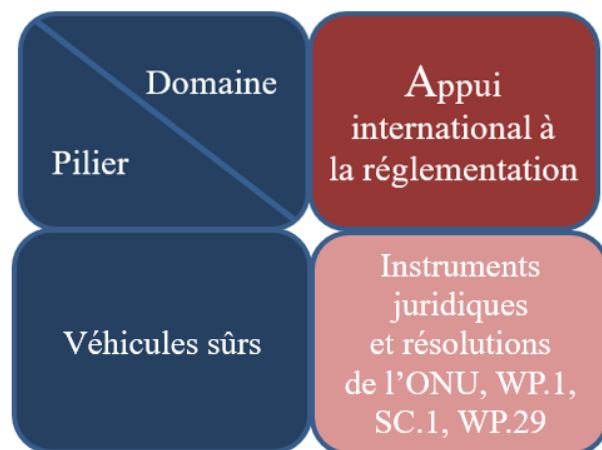 Domaine
Pilier
Appui
international à
la réglementation
Véhicules sûrs
Instruments
juridiques
et résolutions
de l'ONU, WP.1,
SC.1, WP.29